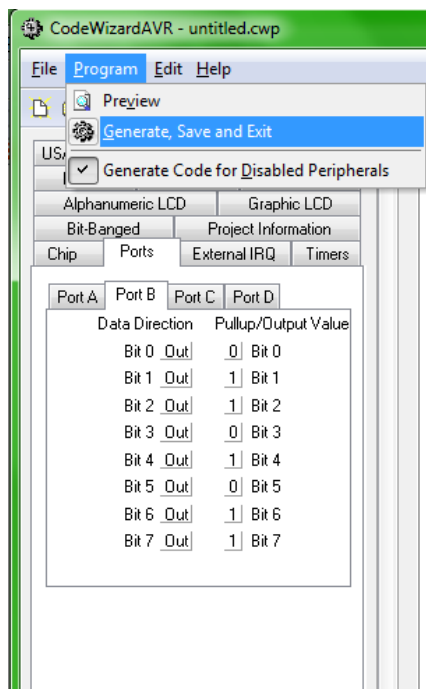 CodeWizardAVR - untitled.cwp
File Program Edit Help
Preview
Generate, Save and Exit
Generate Code for Disabled Peripherals
Alphanumeric LCD Graphic LCD
Bit-Banged Project Information
Chip Ports External IRQ Timers
Port A Port B Port C Port D
Data Direction Pullup/Output Value
Bit 0 Out 0 Bit 0
Bit 1 Out 1 Bit 1
Bit 2 Out 1 Bit 2
Bit 3 Out 0 Bit 3
Bit 4 Out 1 Bit 4
Bit 5 Out 0 Bit 5
Bit 6 Out 1 Bit 6
Bit 7 Out 1 Bit 7